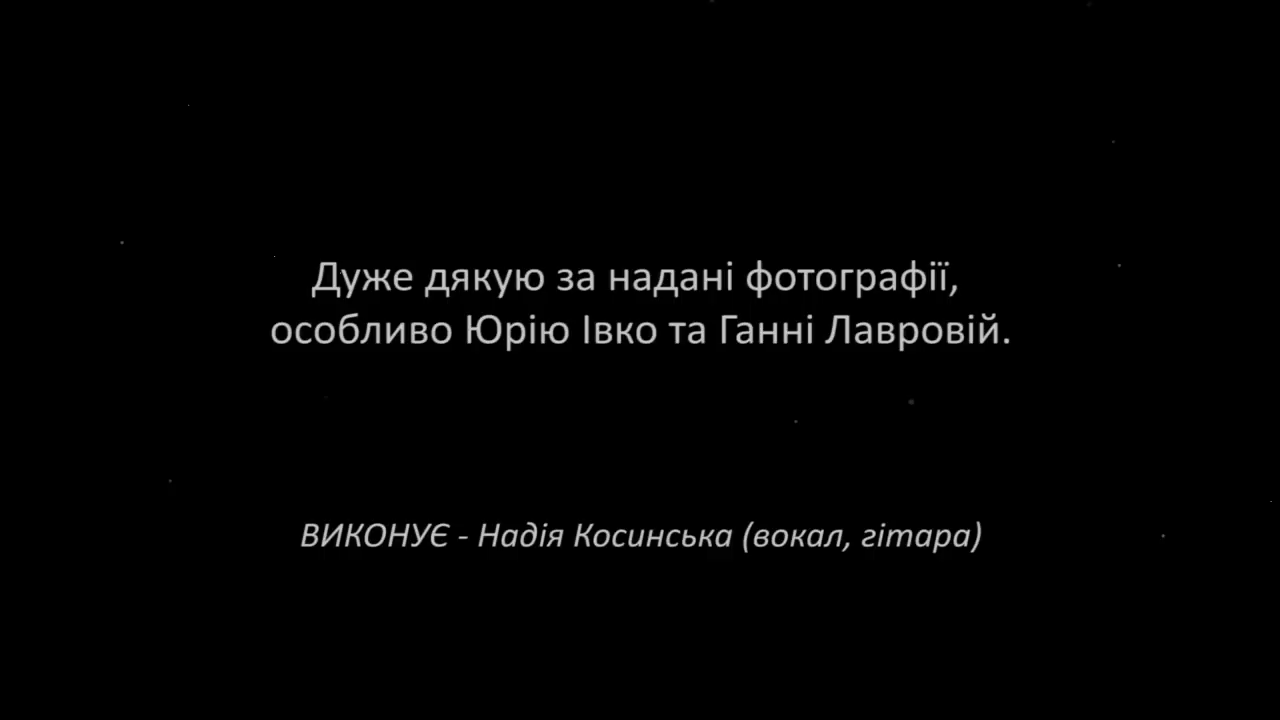 Дуже дякую за надані фотографії,
особливо Юрію Івко та Ганні Лавровій.
ВИКОНУЄ - Надія Косинська (вокал, гітара)